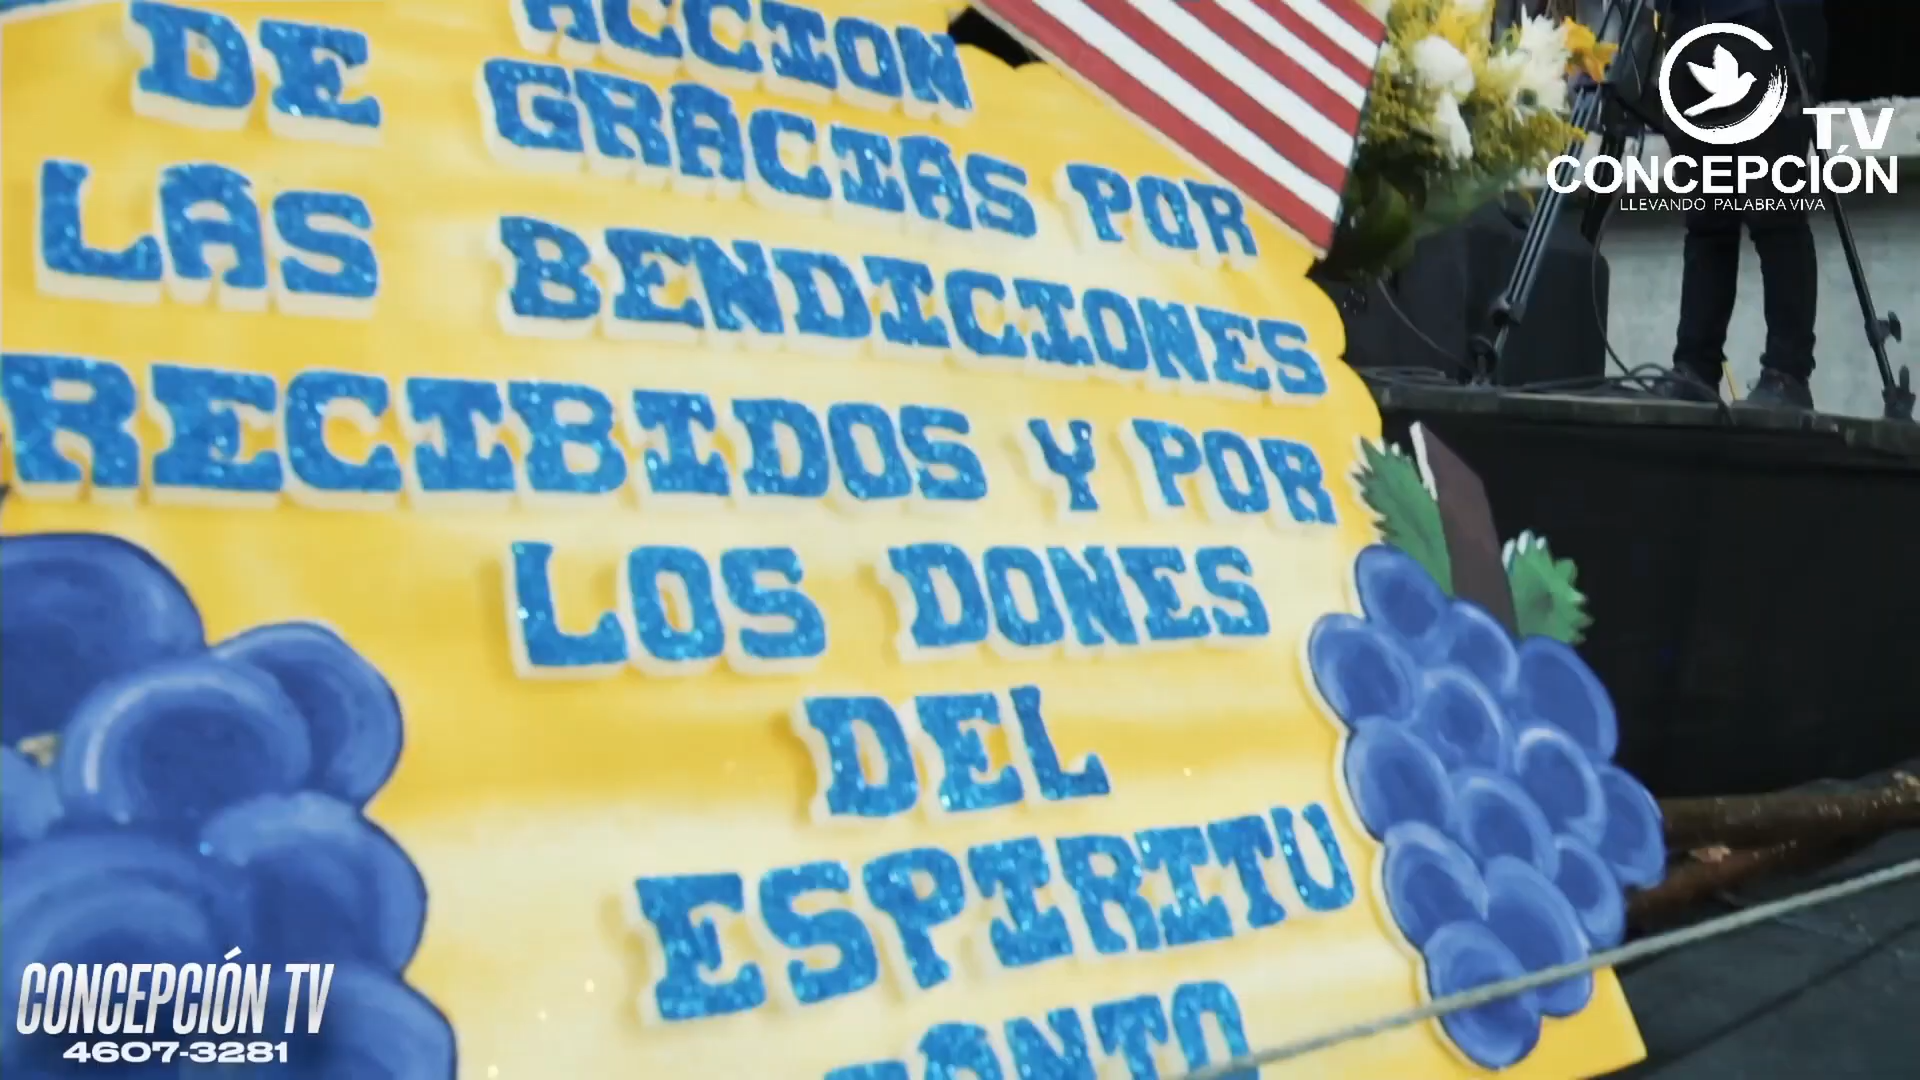 ACCION
DE GRACIAS POR
LAS BENDICIONES
RECIBIDOS Y POR
LOS DONES
DEL
ESPIRITU
SANTO
TV
CONCEPCIÓN
LLEVANDO PALABRA VIVA
CONCEPCIÓN TV
4607-3281